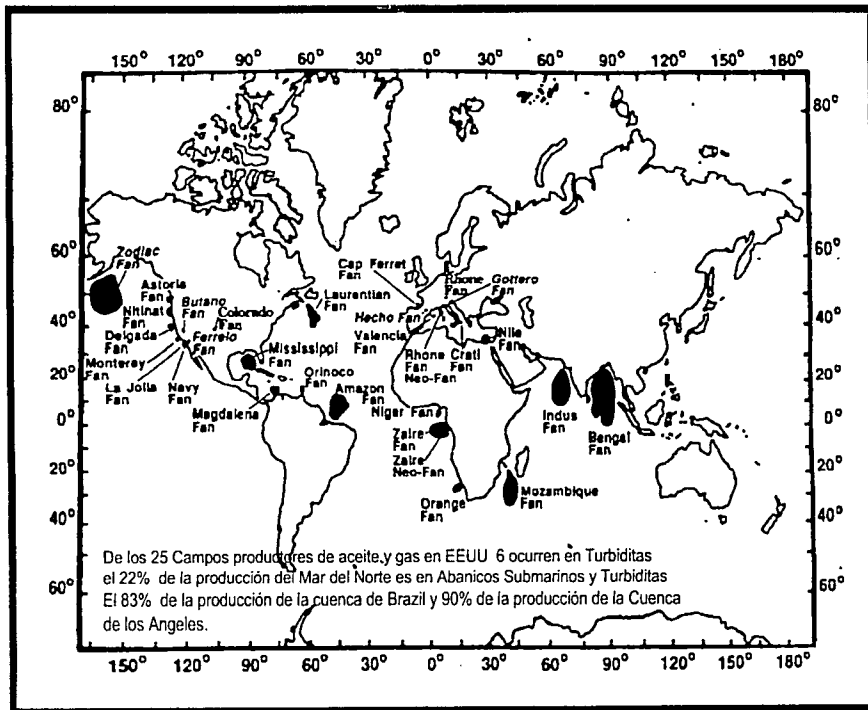 150° 120° 90° 60° 30° 0° 30° 60° 90° 120° 150° 180°
80° 80°
60° 60°
40° 40°
20° 20°
0° 0°
20° 20°
40° 40°
60° 60°
Zodiac
Fan
Astoria
Fan
Nitinat
Fan
Butano
Fan
Colorado
Fan
Delgada
Fan
Ferrelo
Fan
Monterey
Fan
La Jolla
Fan
Navy
Fan
Laurentian
Fan
Mississippi
Fan
Orinoco
Fan
Magdalena
Fan
Amazon
Fan
Cap Ferret
Fan
Rhone
Fan
Gottero
Fan
Hecho Fan
Valencia
Fan
Rhone
Neo-Fan
Crati
Fan
Nile
Fan
Niger Fan
Zaire
Fan
Zaire
Neo-Fan
Orange
Fan
Mozambique
Fan
Indus
Fan
Bengal
Fan
De los 25 Campos productores de aceite y gas en EEUU 6 ocurren en Turbiditas
el 22% de la producción del Mar del Norte es en Abanicos Submarinos y Turbiditas
El 83% de la producción de la cuenca de Brazil y 90% de la producción de la Cuenca
de los Angeles.
150° 120° 90° 60° 30° 0° 30° 60° 90° 120° 150° 180°